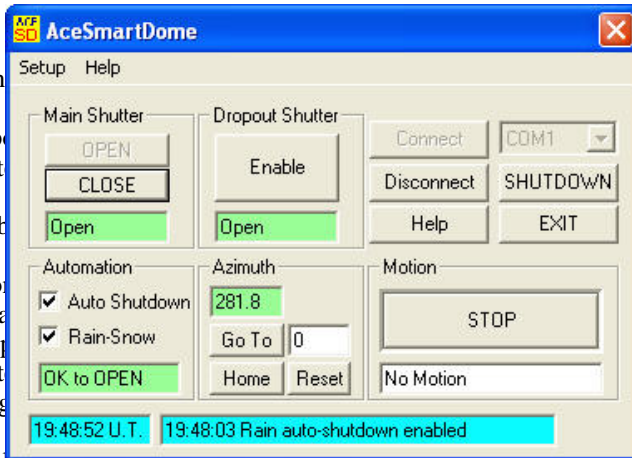 ACE SD AceSmartDome
Setup Help
Main Shutter
OPEN
CLOSE
Open
Dropout Shutter
Enable
Open
Connect COM1
Disconnect SHUTDOWN
Help EXIT
Automation
Auto Shutdown
Rain-Snow
OK to OPEN
Azimuth
281.8
Go To 0
Home Reset
Motion
STOP
No Motion
19:48:52 U.T. 19:48:03 Rain auto-shutdown enabled